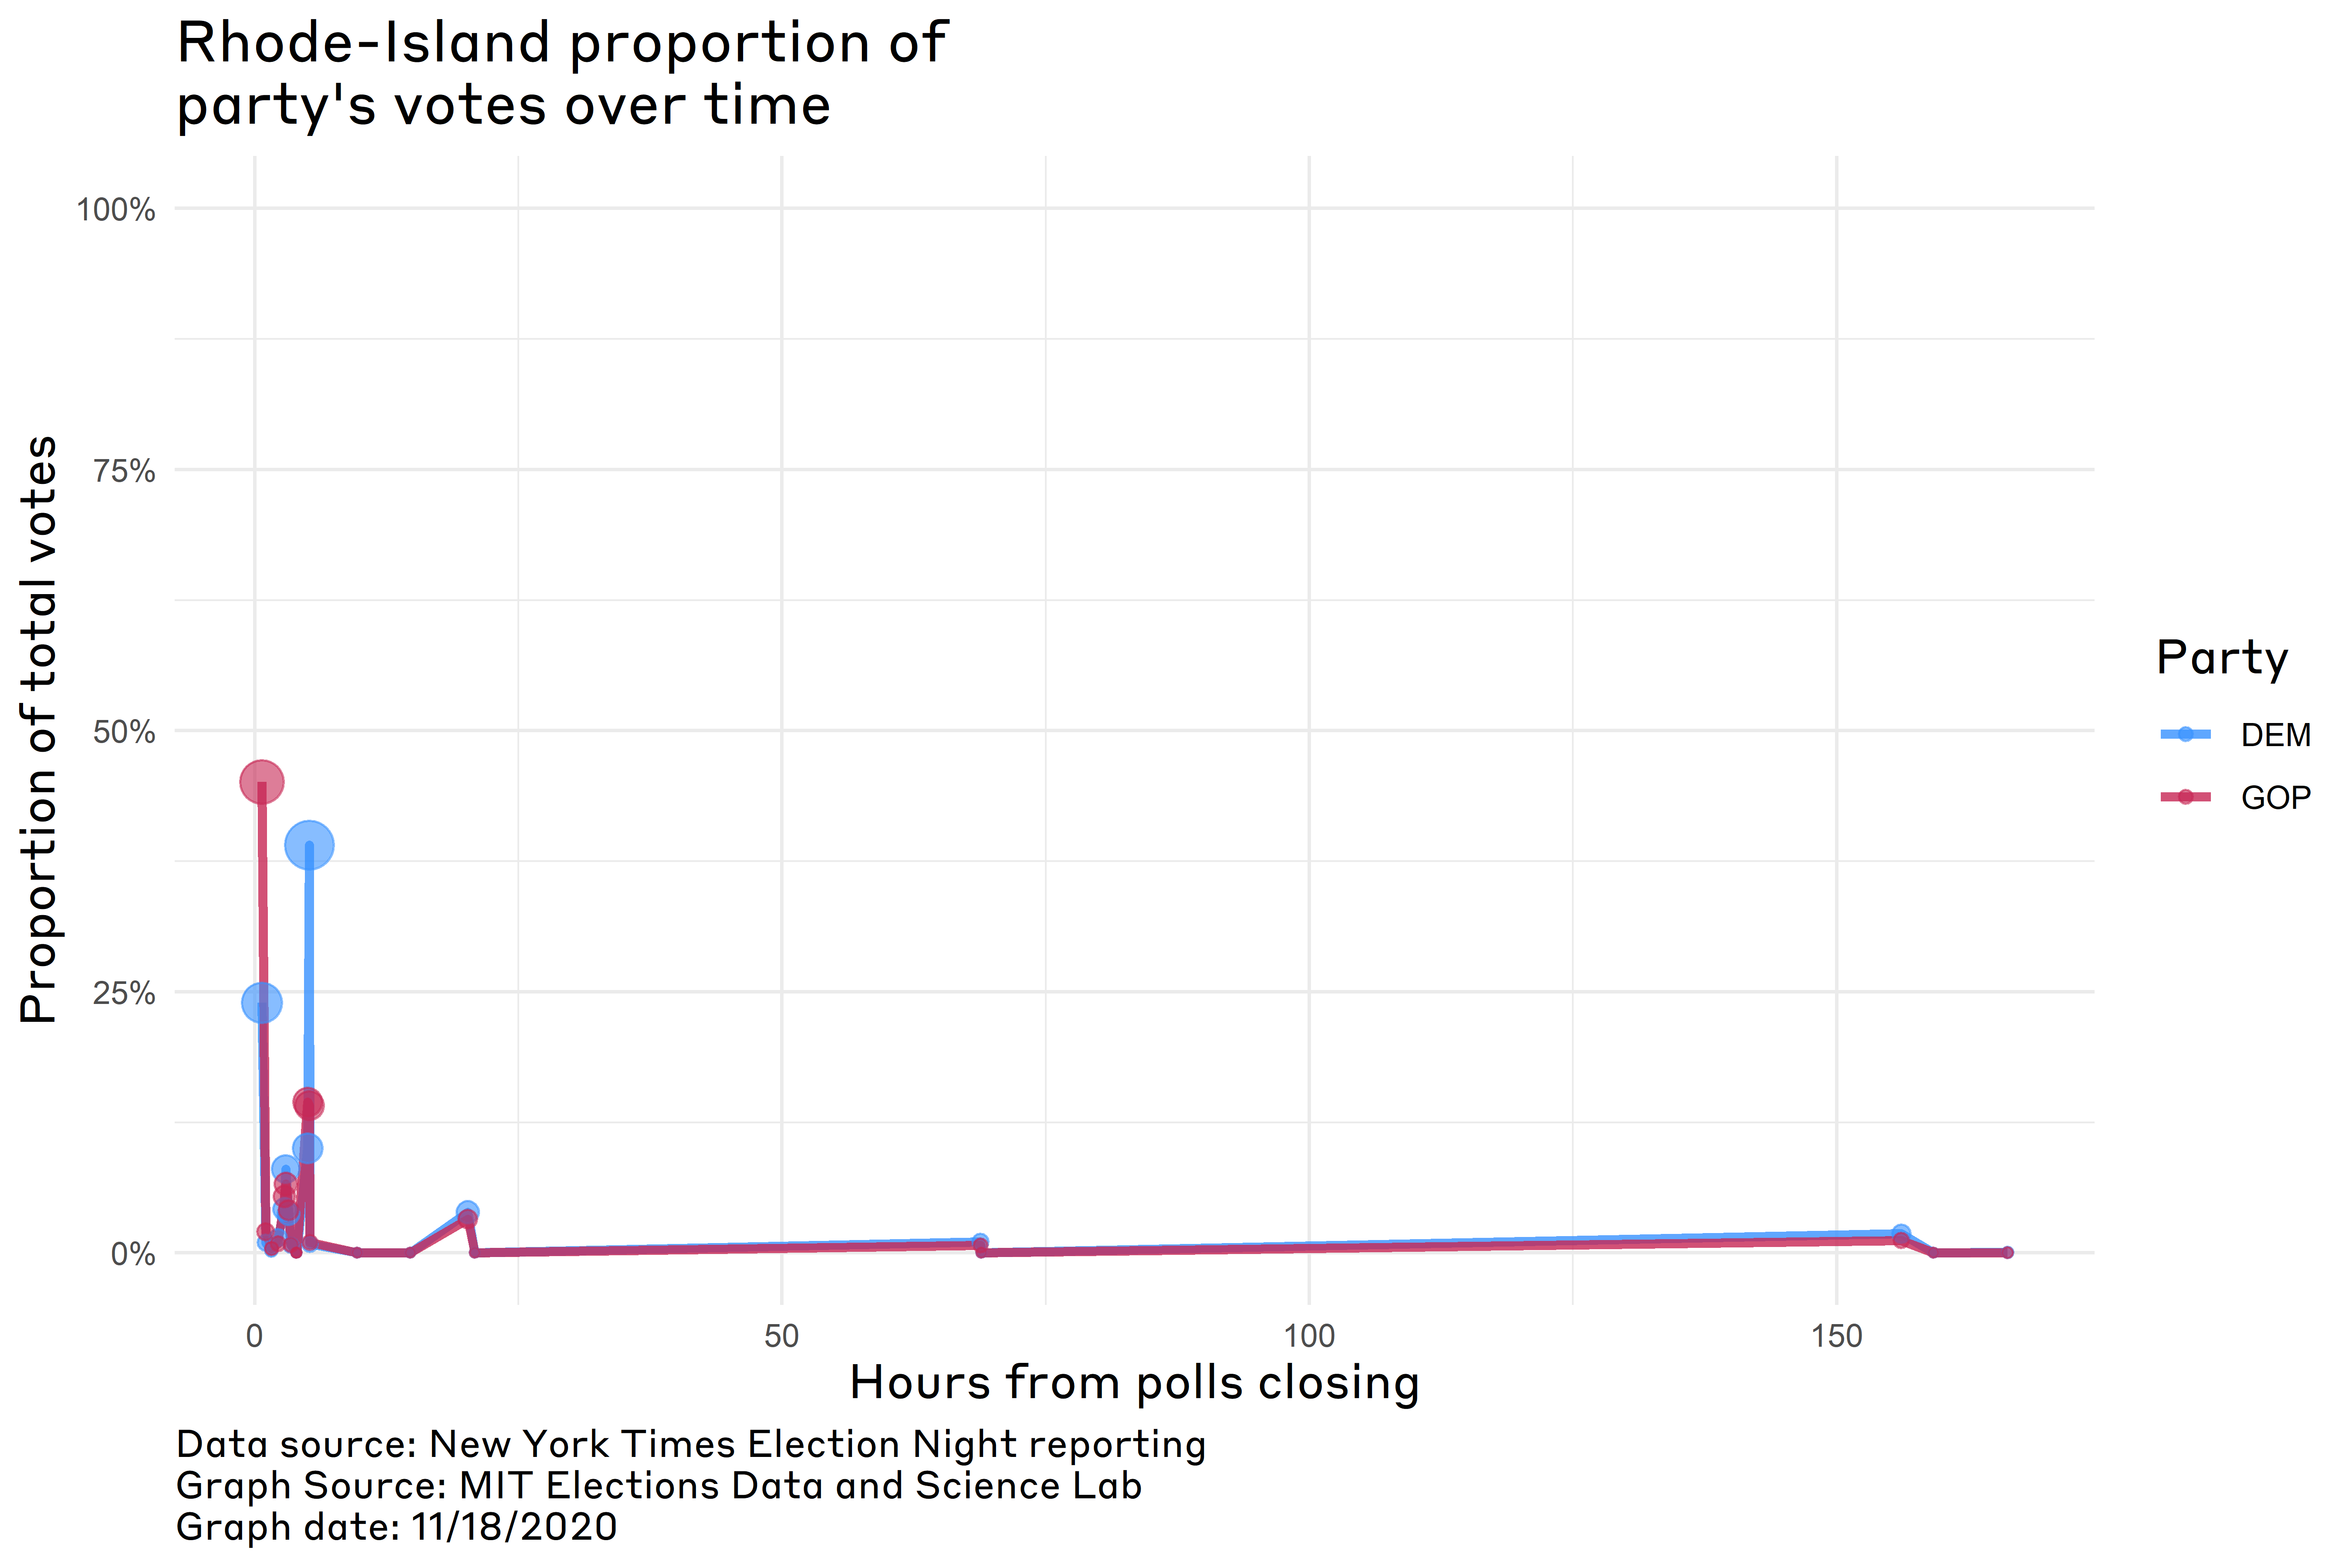 Rhode-Island proportion of
party's votes over time
100%
75%
50%
25%
0%
Proportion of total votes
0
50
100
150
Hours from polls closing
Party
DEM
GOP
Data source: New York Times Election Night reporting
Graph Source: MIT Elections Data and Science Lab
Graph date: 11/18/2020